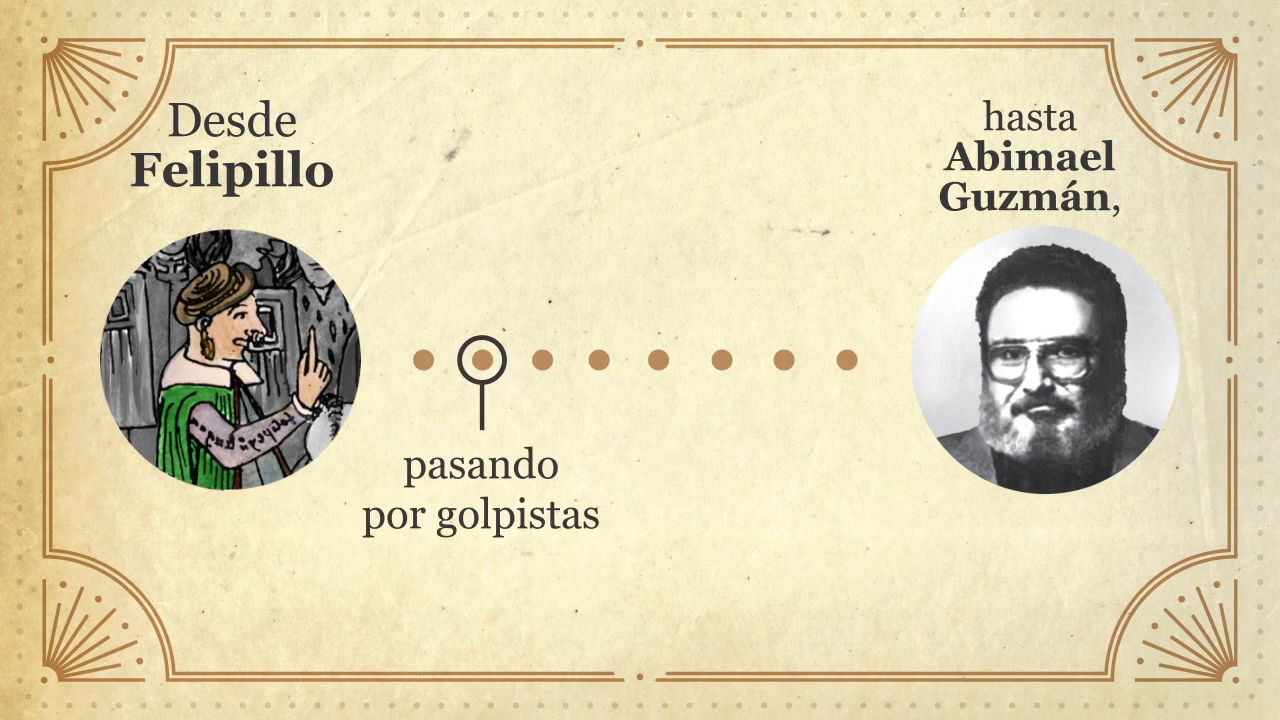 Desde
Felipillo
hasta
Abimael
Guzmán,
pasando
por golpistas